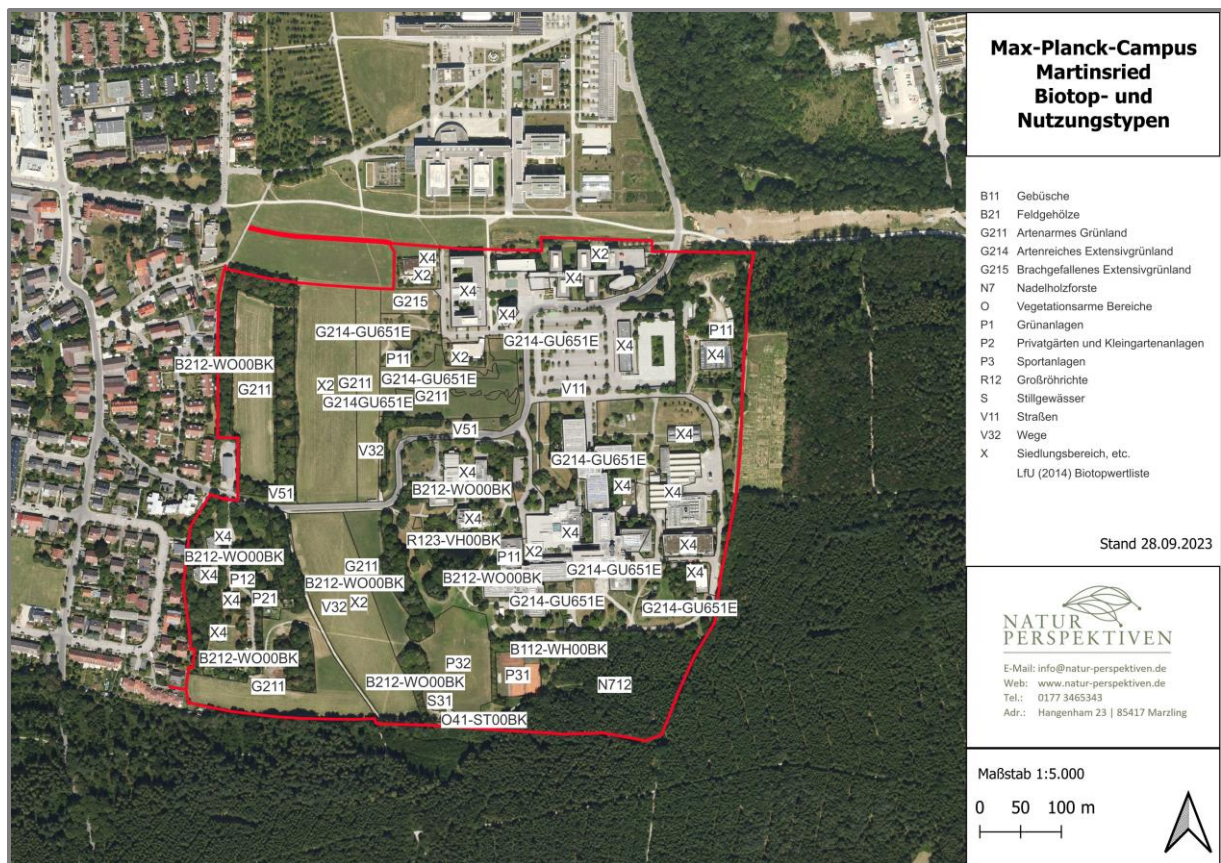 Max-Planck-Campus
Martinsried
Biotop- und
Nutzungstypen
B11 Gebüsche
B21 Feldgehölze
G211 Artenarmes Grünland
G214 Artenreiches Extensivgrünland
G215 Brachgefallenes Extensivgrünland
N7 Nadelholzforste
O Vegetationsarme Bereiche
P1 Grünanlagen
P2 Privatgärten und Kleingartenanlagen
P3 Sportanlagen
R12 Großröhrichte
S Stillgewässer
V11 Straßen
V32 Wege
X Siedlungsbereich, etc.
LfU (2014) Biotopwertliste
Stand 28.09.2023
NATUR
PERSPEKTIVEN
E-Mail: info@natur-perspektiven.de
Web: www.natur-perspektiven.de
Tel.: 0177 3465343
Adr.: Hangenham 23 | 85417 Marzling
Maßstab 1:5.000
0 50 100 m
X2
X4
X2
X4
X4
G215
X4
G214-GU651E
G214-GU651E
P11
X4
X4
P11
X2
B212-WO00BK
G214-GU651E
X2
G211
G211
G211
V11
G214GU651E
V51
X4
V32
G214-GU651E
X4
B212-WO00BK
X4
X4
V51
X4
X4
X4
R123-VH00BK
X4
P11
X2
B212-WO00BK
G211
G214-GU651E
X4
X4
P12
B212-WO00BK
B212-WO00BK
X4
P21
V32
X2
G214-GU651E
G214-GU651E
X4
B112-WH00BK
B212-WO00BK
P32
P31
G211
B212-WO00BK
N712
S31
O41-ST00BK